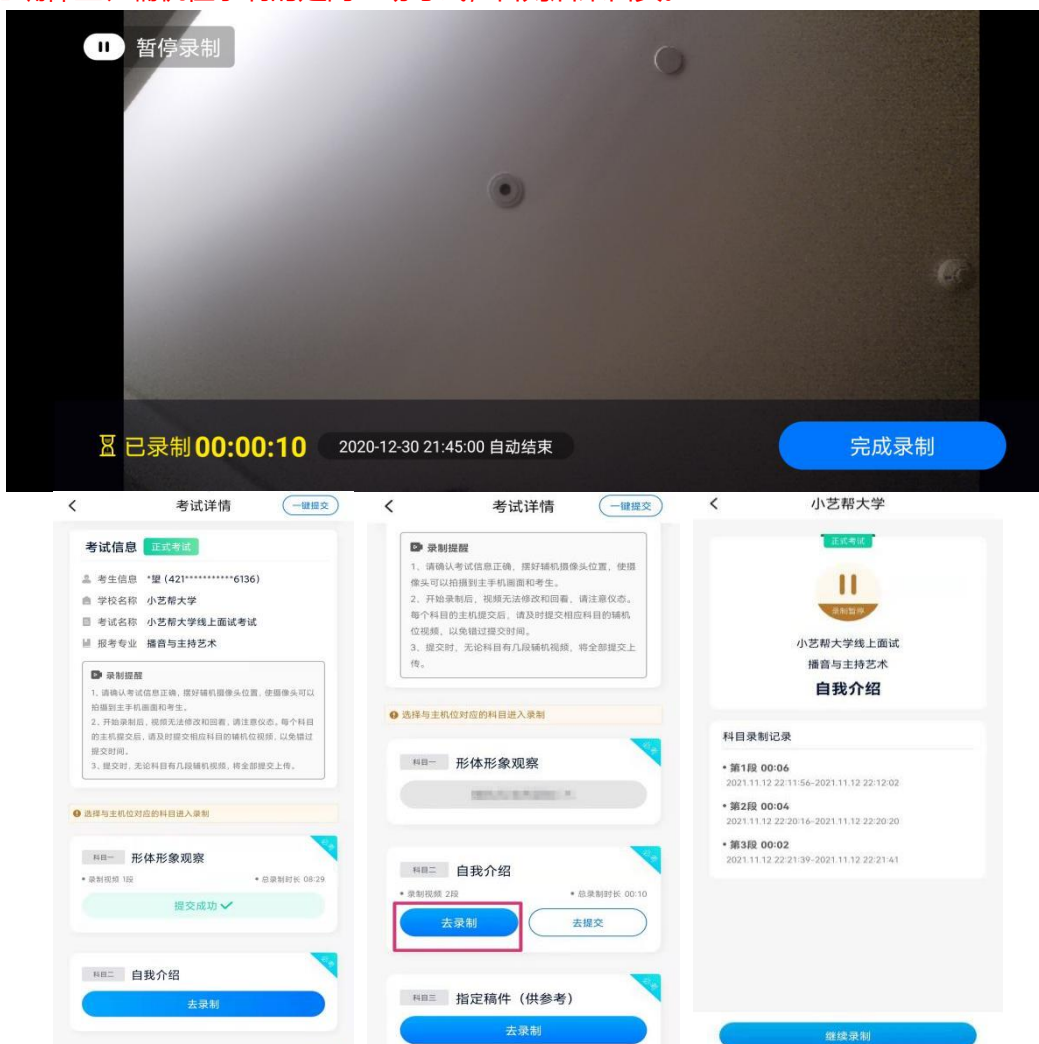 暂停录制
已录制 00:00:10 2020-12-30 21:45:00 自动结束
完成录制
考试详情
一键提交
考试信息 正式考试
考生信息 *望 (421***********6136)
学校名称 小艺帮大学
考试名称 小艺帮大学线上面试考试
报考专业 播音与主持艺术
录制提醒
1、请确认考试信息正确,摆好辅机摄像头位置,使摄像头可以
拍摄到主手机画面和考生。
2、开始录制后,视频无法修改和回看,请注意仪态。每个科目
的主机提交后,请及时提交相应科目的辅机位视频,以免错过
提交时间。
3、提交时,无论科目有几段辅机视频,将全部提交上传。
选择与主机位对应的科目进入录制
必考
科目一 形体形象观察
• 录制视频 1段 • 总录制时长 08:29
提交成功
必考
科目二 自我介绍
去录制
考试详情
一键提交
录制提醒
1、请确认考试信息正确,摆好辅机摄像头位置,使摄
像头可以拍摄到主手机画面和考生。
2、开始录制后,视频无法修改和回看,请注意仪态。
每个科目的主机提交后,请及时提交相应科目的辅机
位视频,以免错过提交时间。
3、提交时,无论科目有几段辅机视频,将全部提交上
传。
选择与主机位对应的科目进入录制
必考
科目一 形体形象观察
必考
科目二 自我介绍
• 录制视频 2段 • 总录制时长 00:10
去录制
去提交
必考
科目三 指定稿件(供参考)
去录制
小艺帮大学
正式考试
录制暂停
小艺帮大学线上面试
播音与主持艺术
自我介绍
科目录制记录
• 第1段 00:06
2021.11.12 22:11:56-2021.11.12 22:12:02
• 第2段 00:04
2021.11.12 22:20:16-2021.11.12 22:20:20
• 第3段 00:02
2021.11.12 22:21:39-2021.11.12 22:21:41
继续录制